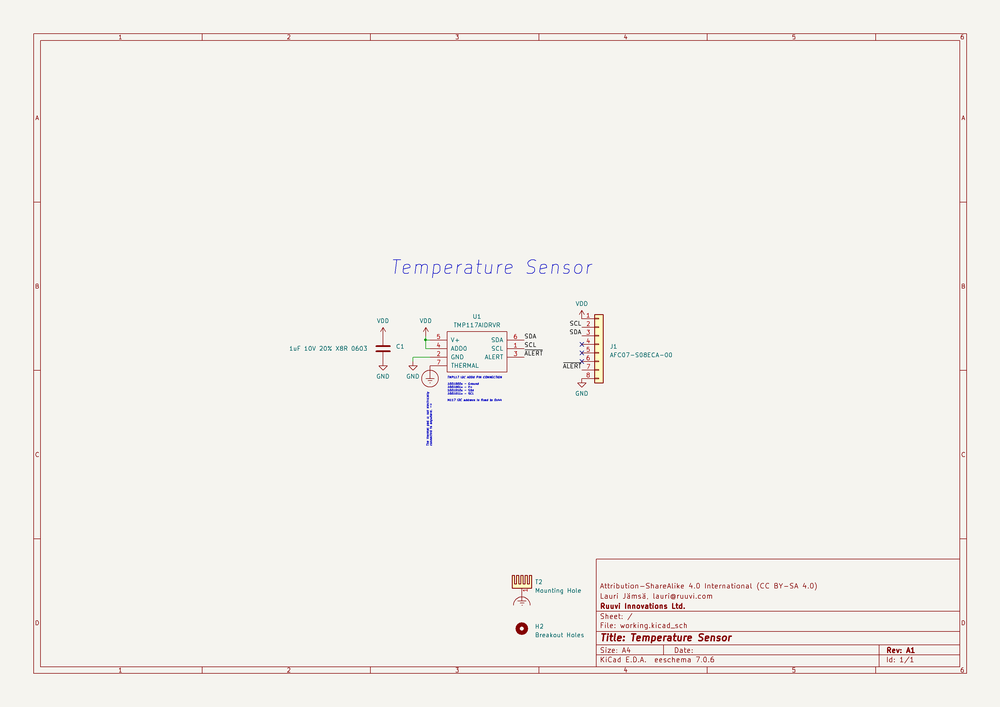 1 2 3 4 5 6
A A
B B
C C
D D
Temperature Sensor
VDD
1uF 10V 20% X8R 0603
C1
GND
VDD
GND
U1
TMP117AIDRVR
5 V+
4 ADD0
2 GND
7 THERMAL
SDA 6 SDA
SCL 1 SCL
ALERT 3 ALERT
TMP117 I2C ADDR PIN CONNECTION
VDD
1
SCL 2
SDA 3
4
5
6
ALERT 7
8
GND
J1
AFC07-S08ECA-00
T2
Mounting Hole
H2
Breakout Holes
Attribution-ShareAlike 4.0 International (CC BY-SA 4.0)
Lauri Jämsä, lauri@ruuvi.com
Ruuvi Innovations Ltd.
Sheet: /
File: working.kicad_sch
Title: Temperature Sensor
Size: A4 Date: Rev: A1
KiCad E.D.A. eeschema 7.0.6 Id: 1/1
1 2 3 4 5 6